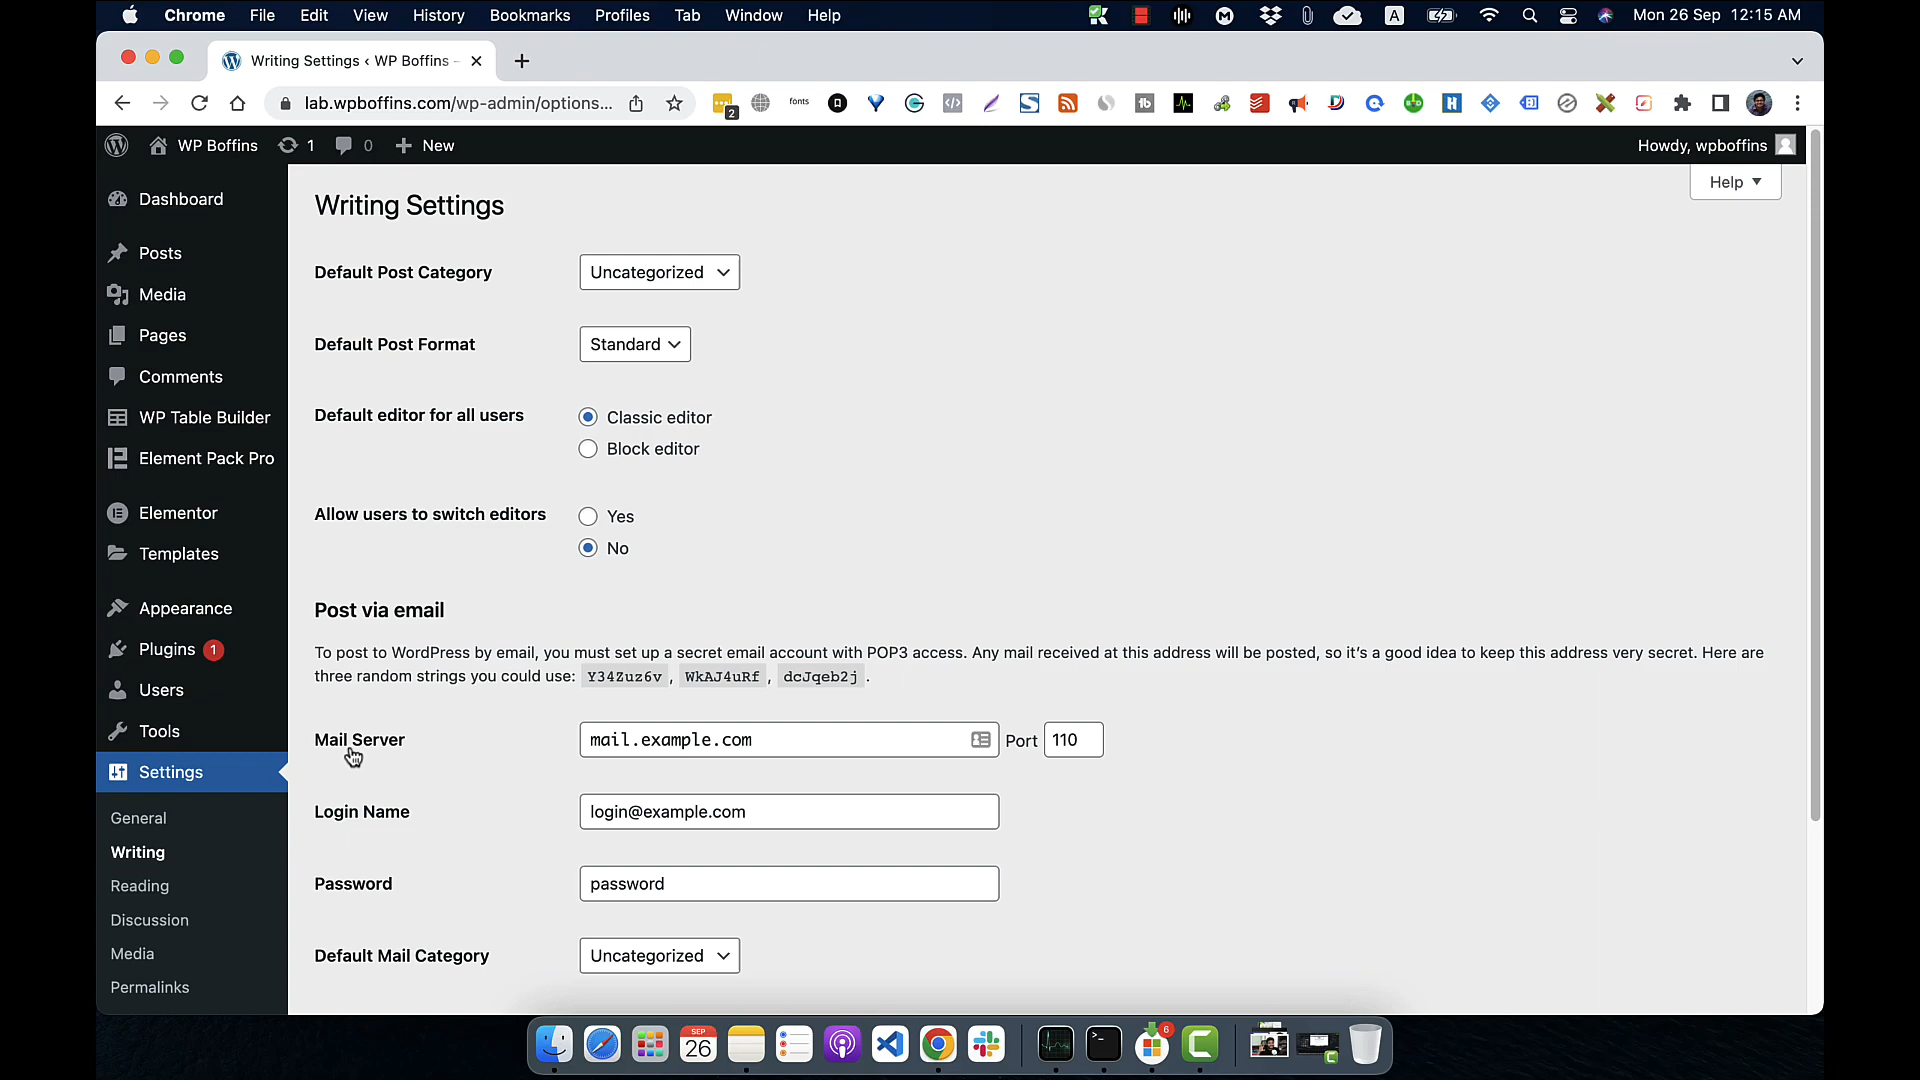 Chrome File Edit View History Bookmarks Profiles Tab Window Help A Mon 26 Sep 12:15 AM
Writing Settings ‹ WP Boffins –
lab.wpboffins.com/wp-admin/options... 2 fonts
WP Boffins 1 0 New Howdy, wpboffins
Help
Dashboard
Posts
Media
Pages
Comments
WP Table Builder
Element Pack Pro
Elementor
Templates
Appearance
Plugins 1
Users
Tools
Settings
General
Writing
Reading
Discussion
Media
Permalinks
Writing Settings
Default Post Category Uncategorized
Default Post Format Standard
Default editor for all users Classic editor
Block editor
Allow users to switch editors Yes
No
Post via email
To post to WordPress by email, you must set up a secret email account with POP3 access. Any mail received at this address will be posted, so it’s a good idea to keep this address very secret. Here are
three random strings you could use: Y34Zuz6v , WkAJ4uRf , dcJqeb2j .
Mail Server mail.example.com Port 110
Login Name login@example.com
Password password
Default Mail Category Uncategorized
SEP
26
6